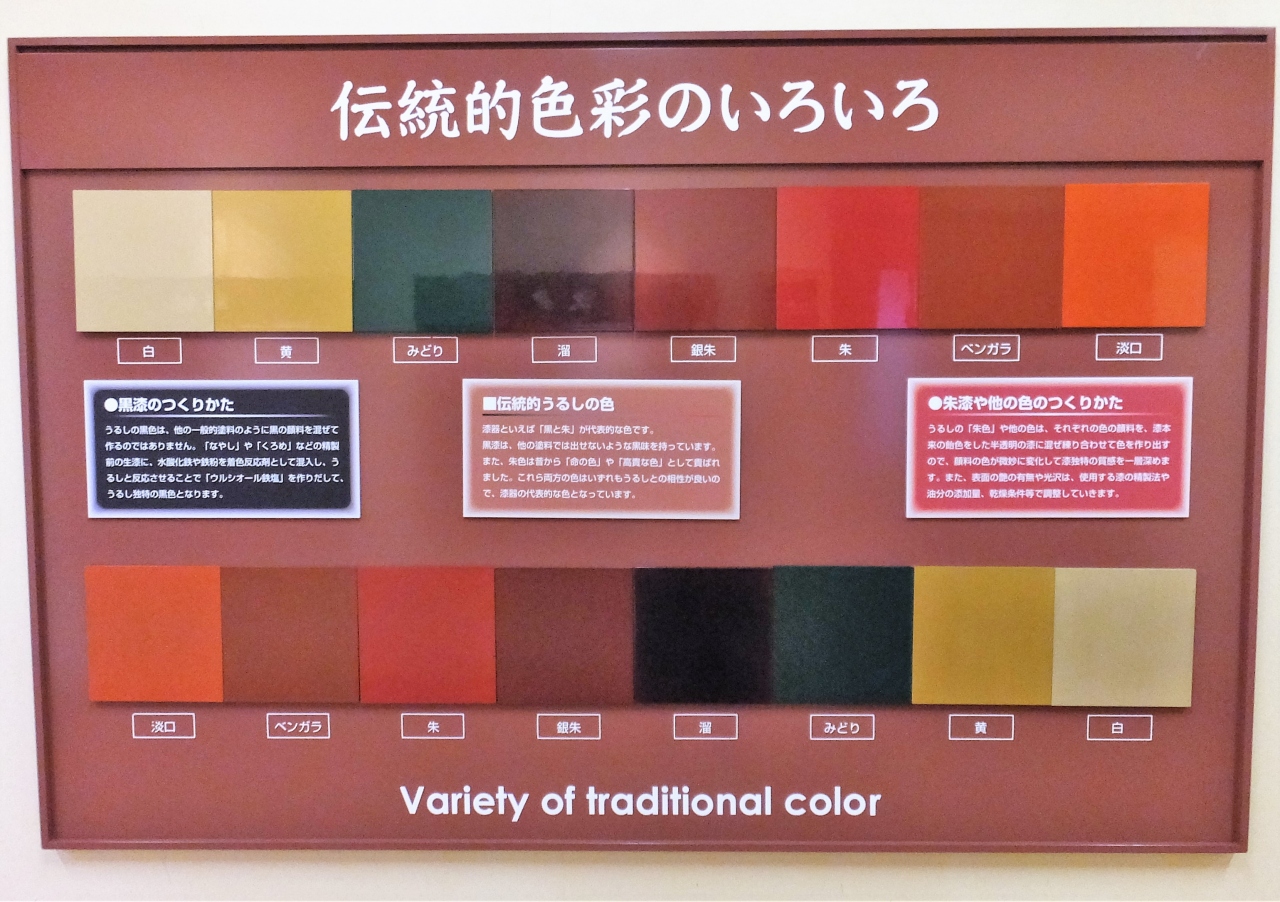 伝統的色彩のいろいろ
白
黄
みどり
溜
銀朱
朱
ベンガラ
淡口
●黒漆のつくりかた
うるしの黒色は、他の一般的塗料のように黒の顔料を混ぜて
作るのではありません。「なやし」や「くろめ」などの精製
前の生漆に、水酸化鉄や鉄粉を着色反応剤として混入し、う
るしと反応させることで「ウルシオール鉄塩」を作りだして、
うるし独特の黒色となります。
■伝統的うるしの色
漆器といえば「黒と朱」が代表的な色です。
黒漆は、他の塗料では出せないような黒味を持っています。
また、朱色は昔から「命の色」や「高貴な色」として貴ばれ
ました。これら両方の色はいずれもうるしとの相性が良いの
で、漆器の代表的な色となっています。
●朱漆や他の色のつくりかた
うるしの「朱色」や他の色は、それぞれの色の顔料を、漆本
来の飴色をした半透明の漆に混ぜ練り合わせて色を作り出す
ので、顔料の色が微妙に変化して漆独特の質感を一層深めま
す。また、表面の艶の有無や光沢は、使用する漆の精製法や
油分の添加量、乾燥条件等で調整していきます。
淡口
ベンガラ
朱
銀朱
溜
みどり
黄
白
Variety of traditional color